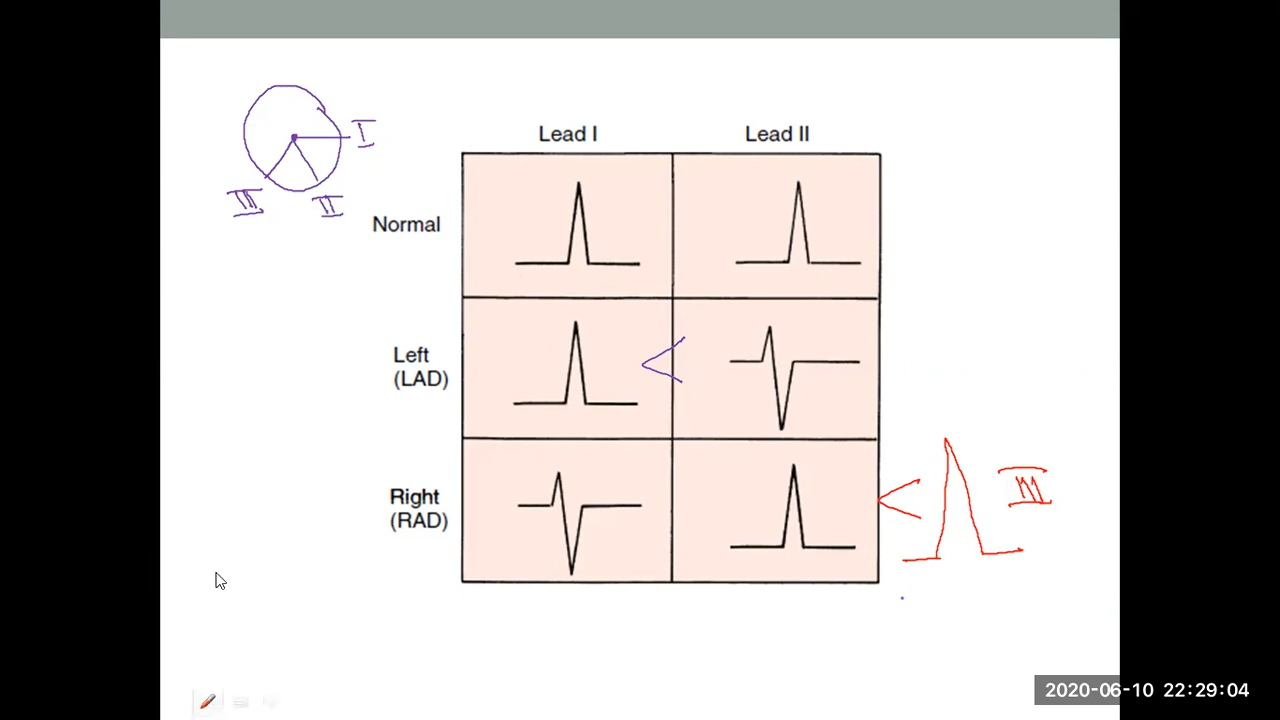 I
III
II
Lead I Lead II
Normal
Left
(LAD)
Right
(RAD)
III
2020-06-10 22:29:04